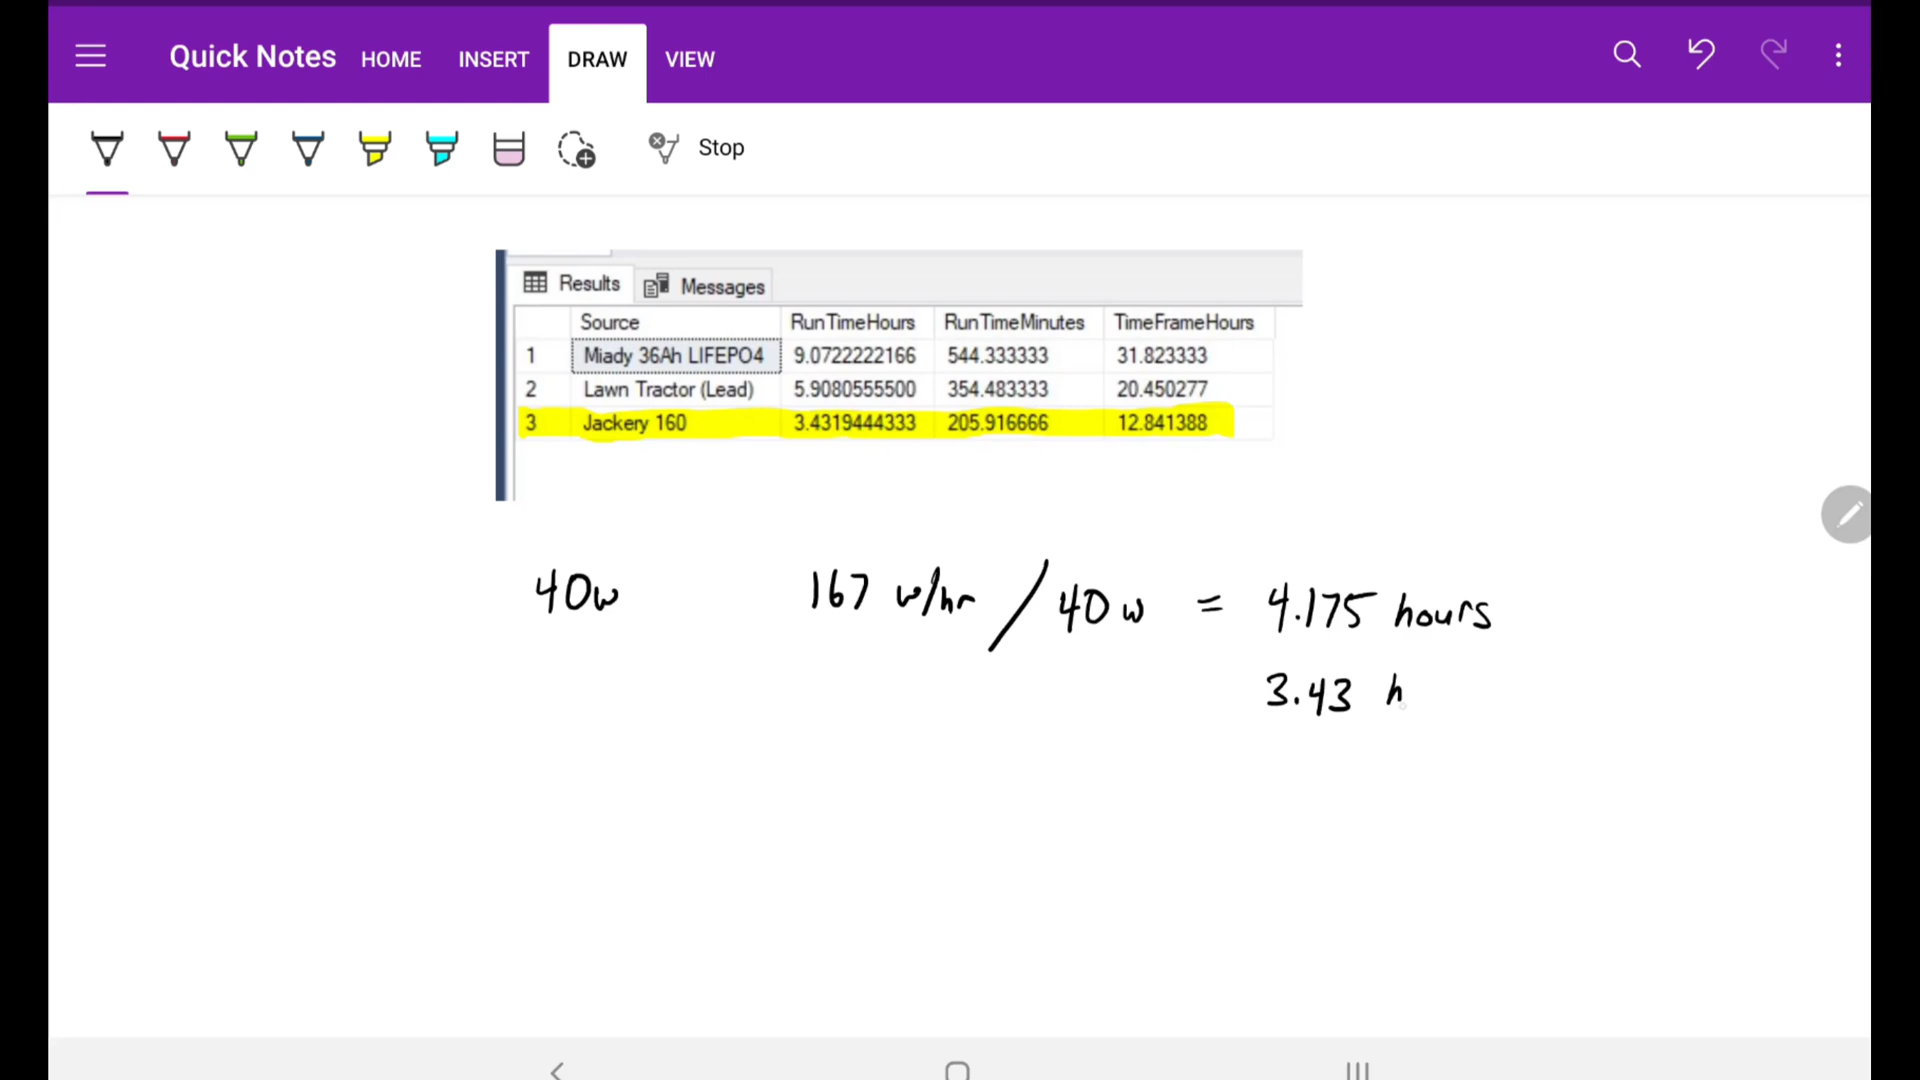 Quick Notes HOME INSERT DRAW VIEW
Stop
Results Messages
Source RunTimeHours RunTimeMinutes TimeFrameHours
1 Miady 36Ah LIFEPO4 9.0722222166 544.333333 31.823333
2 Lawn Tractor (Lead) 5.9080555500 354.483333 20.450277
3 Jackery 160 3.4319444333 205.916666 12.841388
40w 167 w/hr / 40 w = 4.175 hours
3.43 h